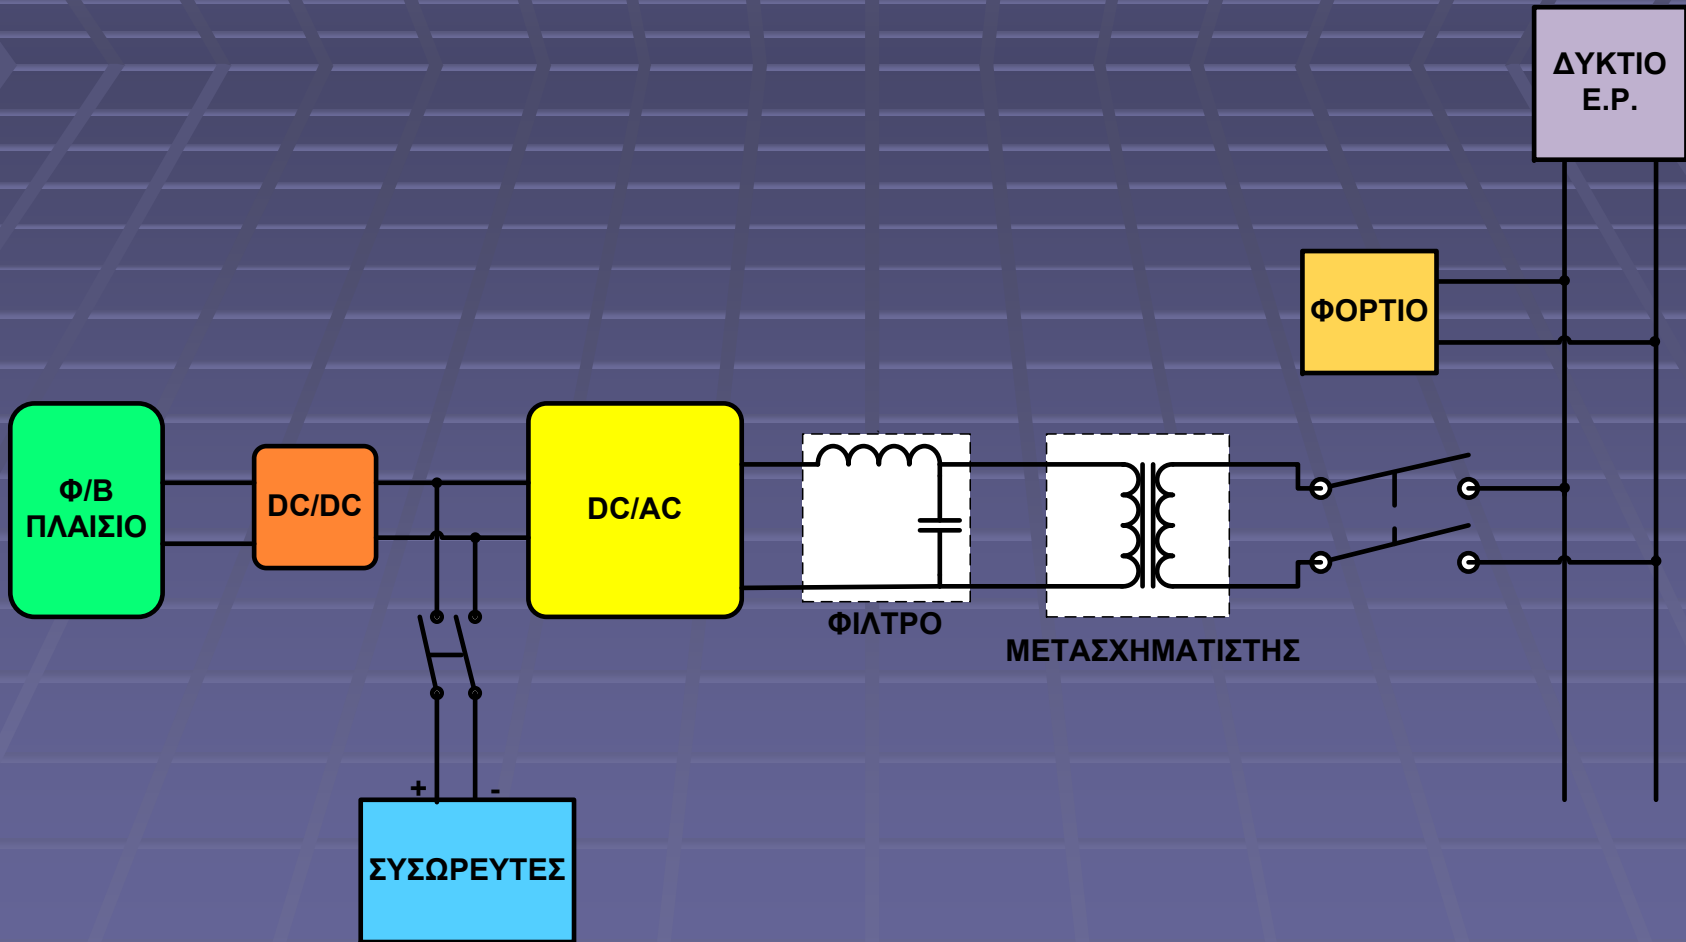 ΔΥΚΤΙΟ
Ε.Ρ.
ΦΟΡΤΙΟ
Φ/Β
ΠΛΑΙΣΙΟ
DC/DC
DC/AC
ΦΙΛΤΡΟ
ΜΕΤΑΣΧΗΜΑΤΙΣΤΗΣ
+ -
ΣΥΣΩΡΕΥΤΕΣ